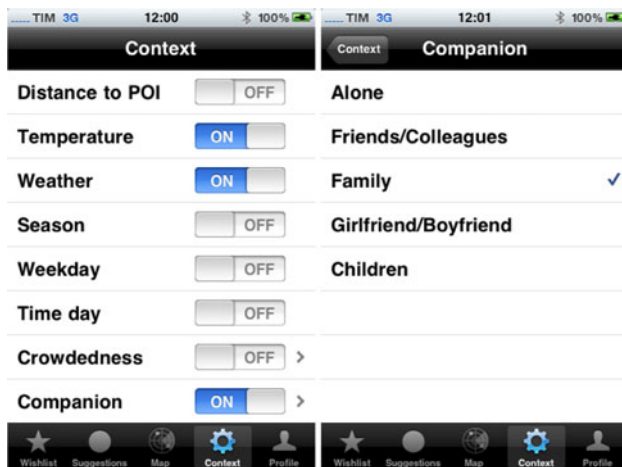 TIM 3G 12:00 100%
Context
Distance to POI OFF
Temperature ON
Weather ON
Season OFF
Weekday OFF
Time day OFF
Crowdedness OFF
Companion ON
Wishlist Suggestions Map Context Profile
TIM 3G 12:01 100%
Context Companion
Alone
Friends/Colleagues
Family
Girlfriend/Boyfriend
Children
Wishlist Suggestions Map Context Profile